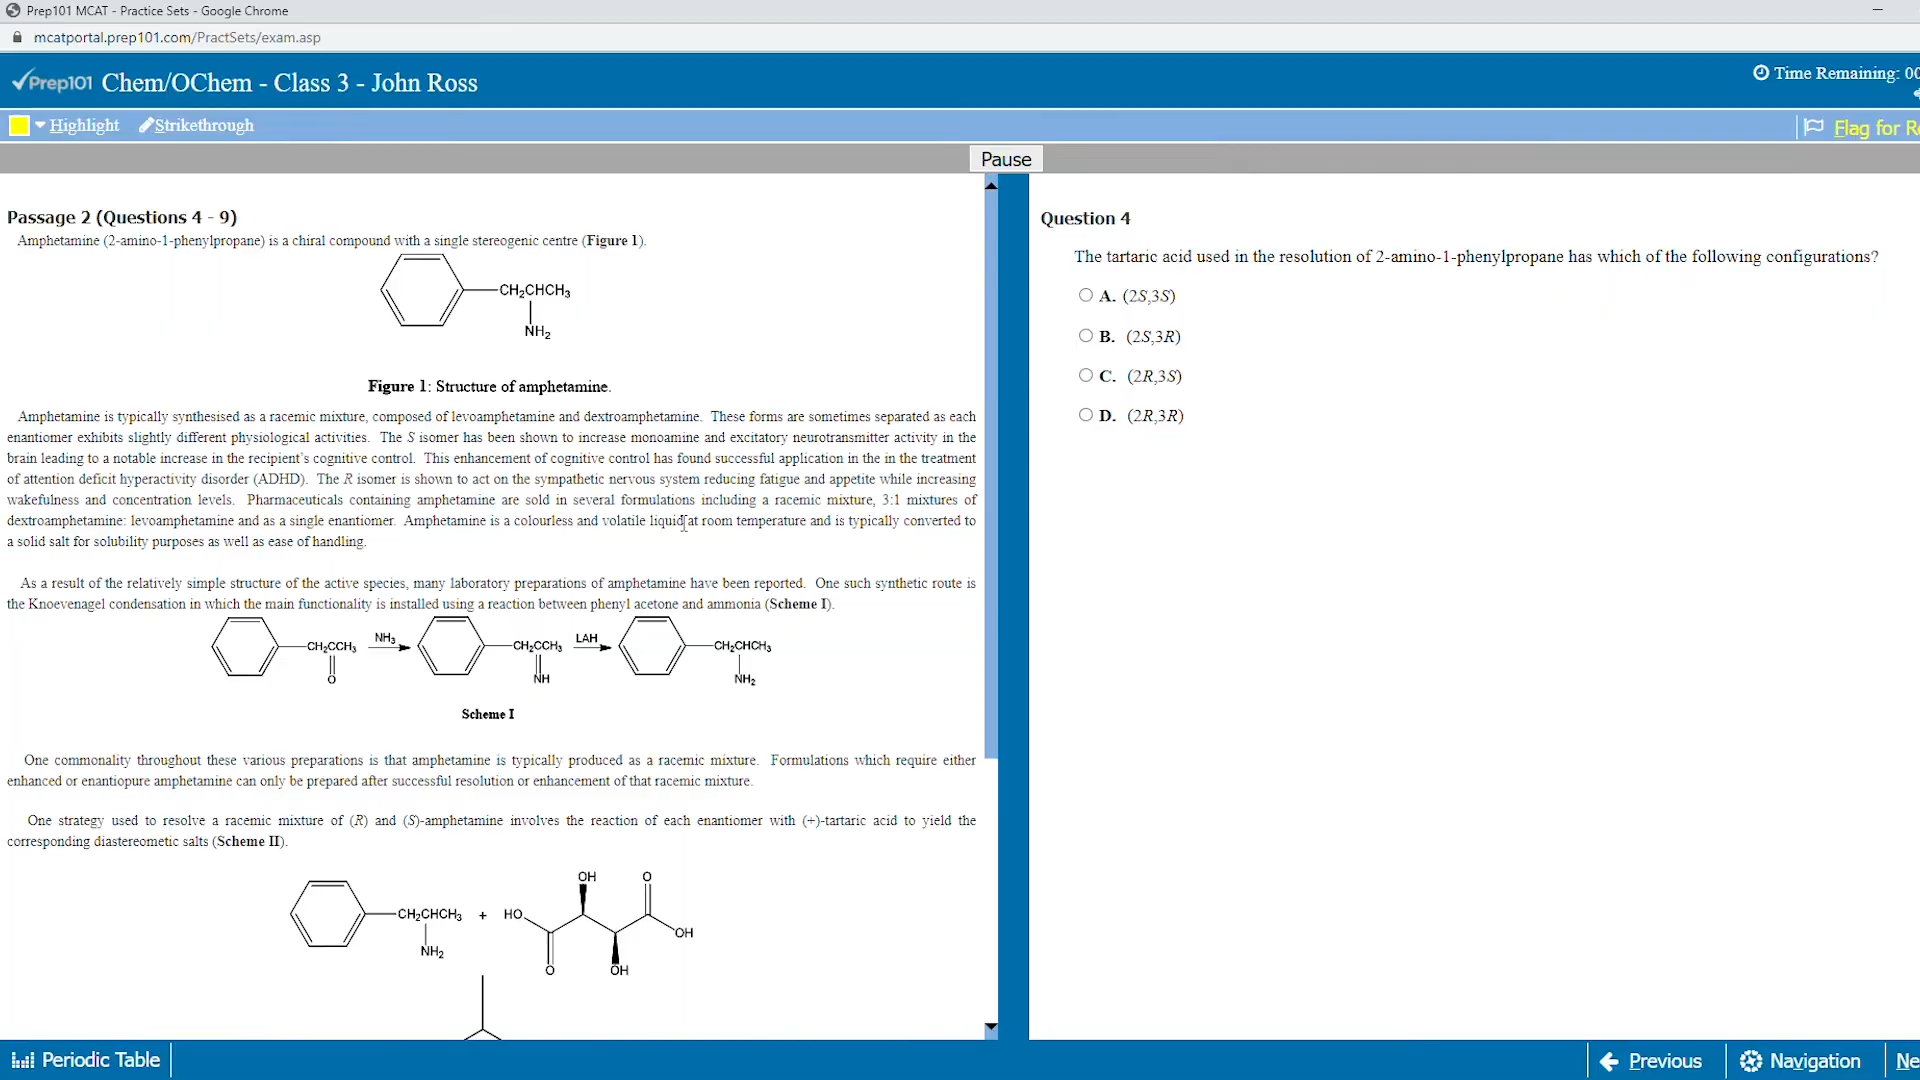 Prep101 MCAT - Practice Sets - Google Chrome
mcatportal.prep101.com/PractSets/exam.asp
Prep101 Chem/OChem - Class 3 - John Ross
Time Remaining: 00
Highlight Strikethrough
Flag for R
Pause
Passage 2 (Questions 4 - 9)
Amphetamine (2-amino-1-phenylpropane) is a chiral compound with a single stereogenic centre (Figure 1).
CH₂CHCH₃
NH₂
Figure 1: Structure of amphetamine.
Amphetamine is typically synthesised as a racemic mixture, composed of levoamphetamine and dextroamphetamine. These forms are sometimes separated as each
enantiomer exhibits slightly different physiological activities. The S isomer has been shown to increase monoamine and excitatory neurotransmitter activity in the
brain leading to a notable increase in the recipient's cognitive control. This enhancement of cognitive control has found successful application in the in the treatment
of attention deficit hyperactivity disorder (ADHD). The R isomer is shown to act on the sympathetic nervous system reducing fatigue and appetite while increasing
wakefulness and concentration levels. Pharmaceuticals containing amphetamine are sold in several formulations including a racemic mixture, 3:1 mixtures of
dextroamphetamine: levoamphetamine and as a single enantiomer. Amphetamine is a colourless and volatile liquid at room temperature and is typically converted to
a solid salt for solubility purposes as well as ease of handling.
As a result of the relatively simple structure of the active species, many laboratory preparations of amphetamine have been reported. One such synthetic route is
the Knoevenagel condensation in which the main functionality is installed using a reaction between phenyl acetone and ammonia (Scheme I).
CH₂CCH₃ NH₃ CH₂CCH₃ LAH CH₂CHCH₃
O NH NH₂
Scheme I
One commonality throughout these various preparations is that amphetamine is typically produced as a racemic mixture. Formulations which require either
enhanced or enantiopure amphetamine can only be prepared after successful resolution or enhancement of that racemic mixture.
One strategy used to resolve a racemic mixture of (R) and (S)-amphetamine involves the reaction of each enantiomer with (+)-tartaric acid to yield the
corresponding diastereometic salts (Scheme II).
OH O
CH₂CHCH₃ + HO
OH
NH₂
O OH
Question 4
The tartaric acid used in the resolution of 2-amino-1-phenylpropane has which of the following configurations?
A. (2S,3S)
B. (2S,3R)
C. (2R,3S)
D. (2R,3R)
Periodic Table
Previous Navigation Ne